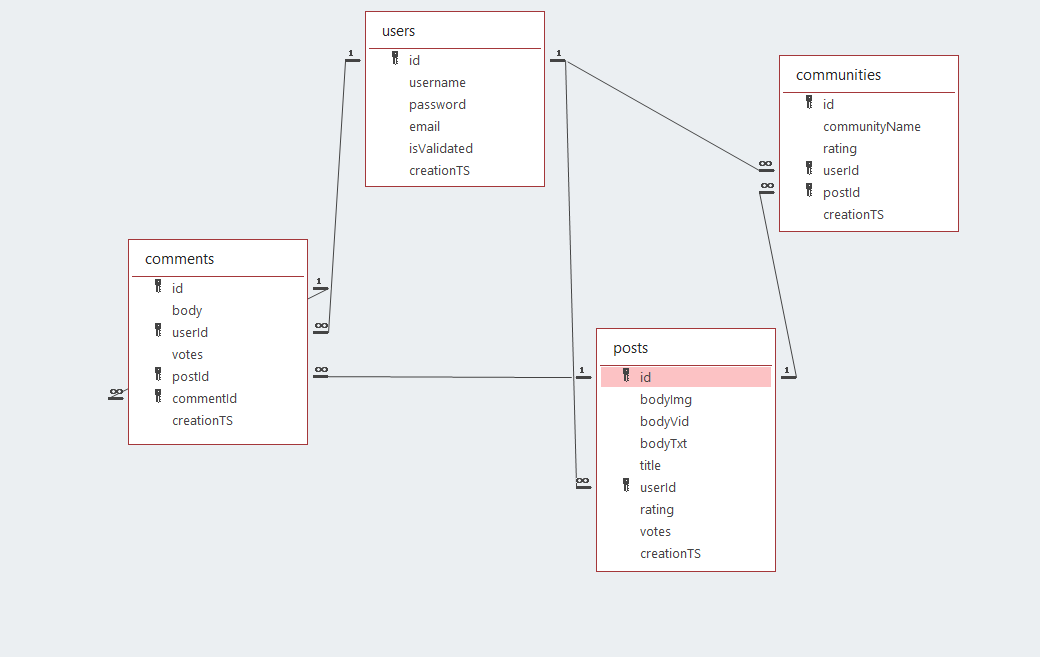 users
id
username
password
email
isValidated
creationTS
communities
id
communityName
rating
userId
postId
creationTS
comments
id
body
userId
votes
postId
commentId
creationTS
posts
id
bodyImg
bodyVid
bodyTxt
title
userId
rating
votes
creationTS
1
1
∞
∞
1
∞
∞
∞
1
1
∞